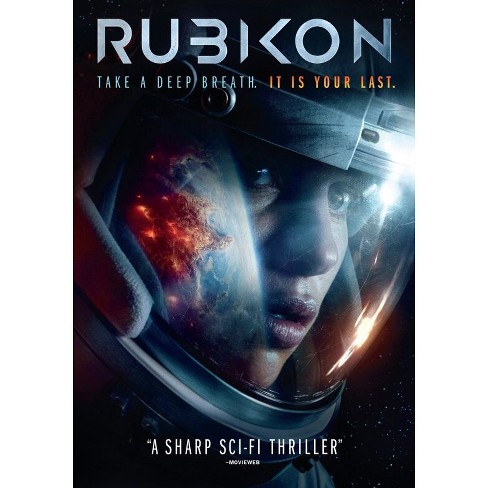 RUBIKON
TAKE A DEEP BREATH. IT IS YOUR LAST.
"A SHARP SCI-FI THRILLER"
-MOVIEWEB